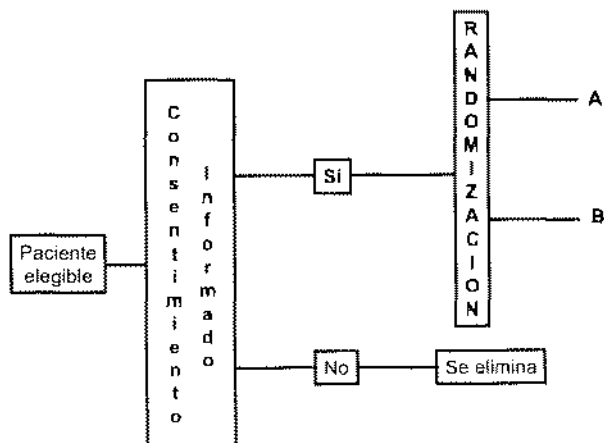 Paciente
elegible
Consentimiento
Informado
Sí
No
Se elimina
RANDOMIZACION
A
B